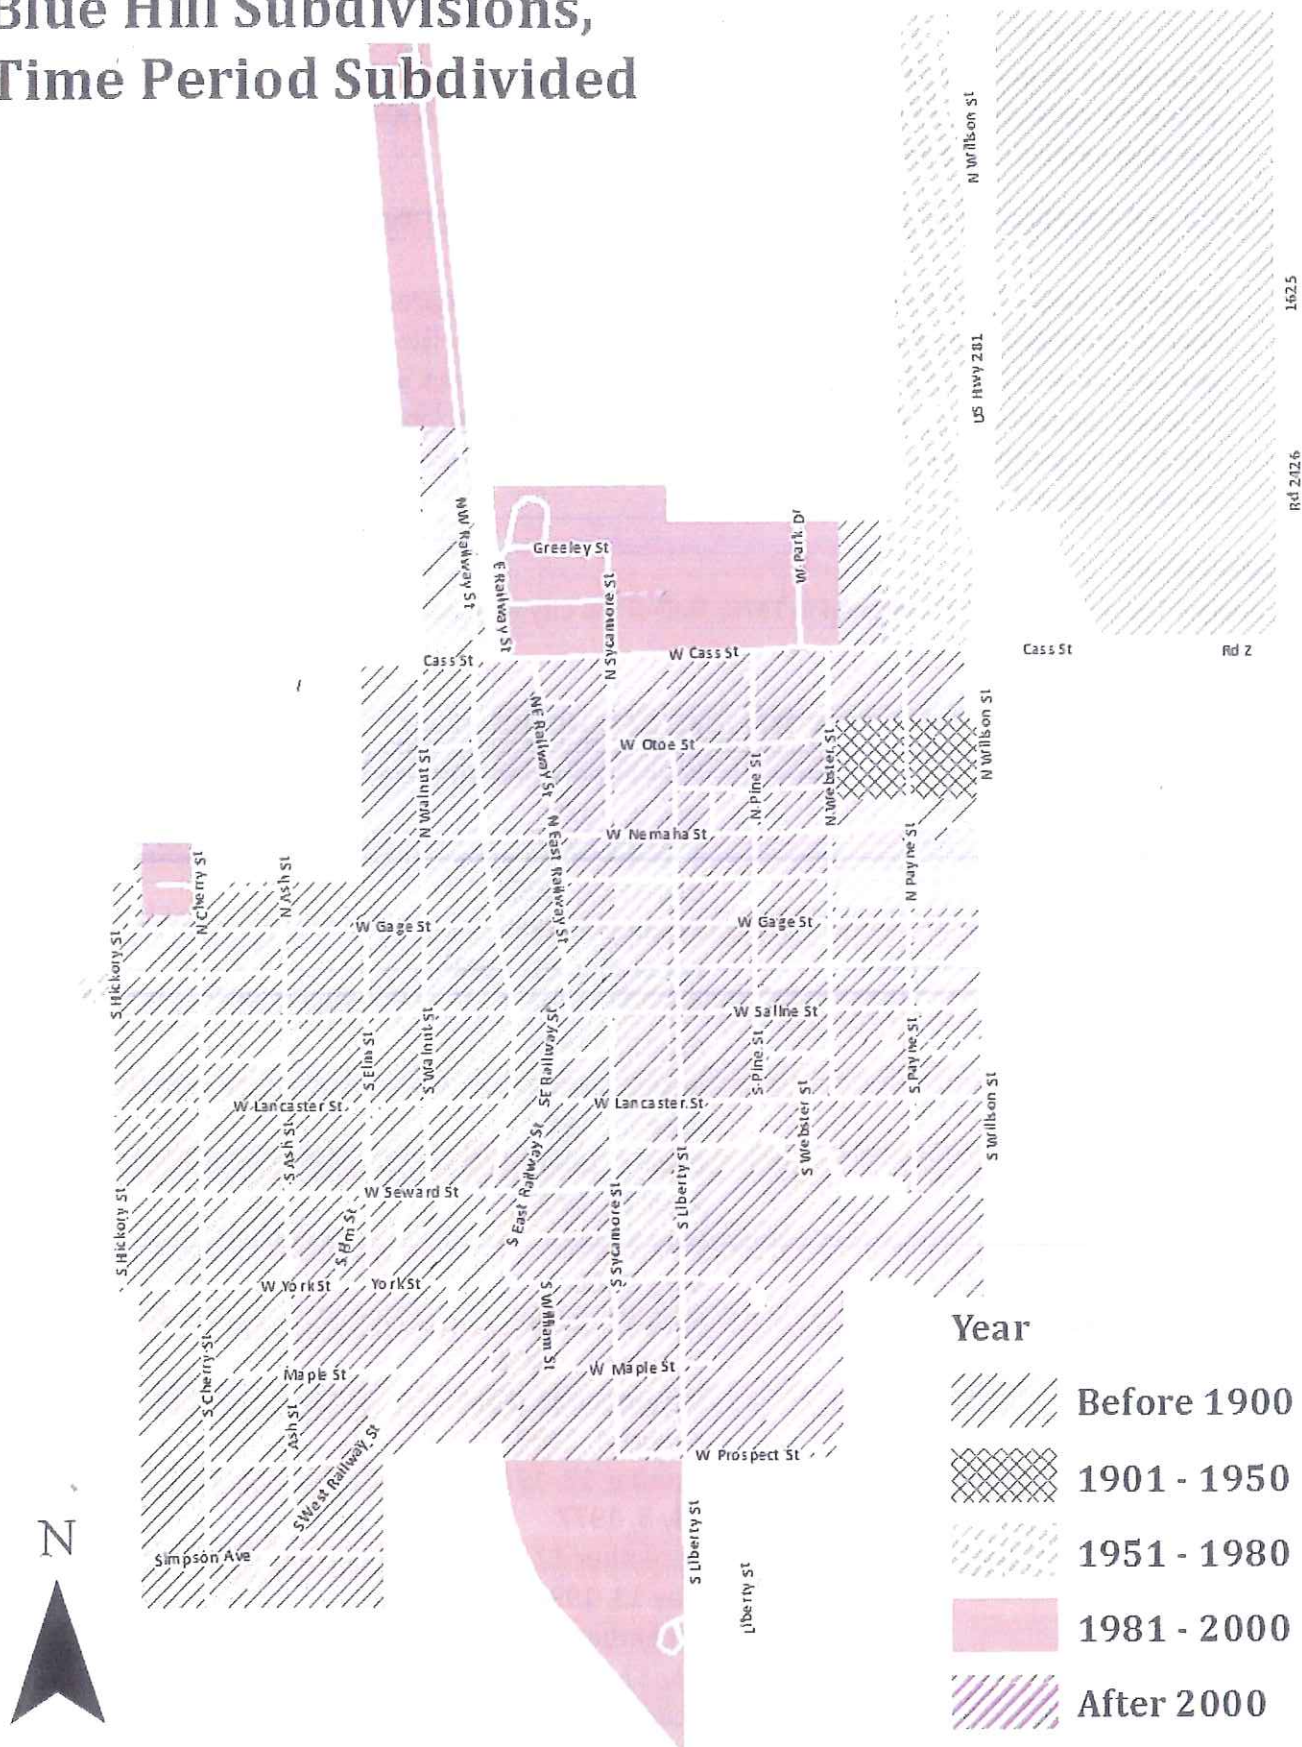 Blue Hill Subdivisions,
Time Period Subdivided
N Willson St
1625
US Hwy 281
Rd 2426
NW Railway St
Greeley St
E Railway St
N Sycamore St
W Park Dr
W Cass St
Cass St
Cass St
Rd Z
NE Railway St
W Otoe St
N Walnut St
N Pine St
N Webster St
N Wilson St
W Nemaha St
N East Railway St
N Payne St
N Cherry St
N Ash St
W Gage St
W Gage St
S Hickory St
W Saline St
S Elm St
S Walnut St
SE Railway St
S Pine St
S Payne St
W Lancaster St
W Lancaster St
S Ash St
S East Railway St
S Webster St
S Willson St
W Seward St
S Liberty St
S Hickory St
S Elm St
S Sycamore St
W York St
York St
S William St
Year
S Cherry St
Maple St
W Maple St
Before 1900
Ash St
S West Railway St
W Prospect St
1901 - 1950
N
Simpson Ave
S Liberty St
Liberty St
1951 - 1980
1981 - 2000
After 2000